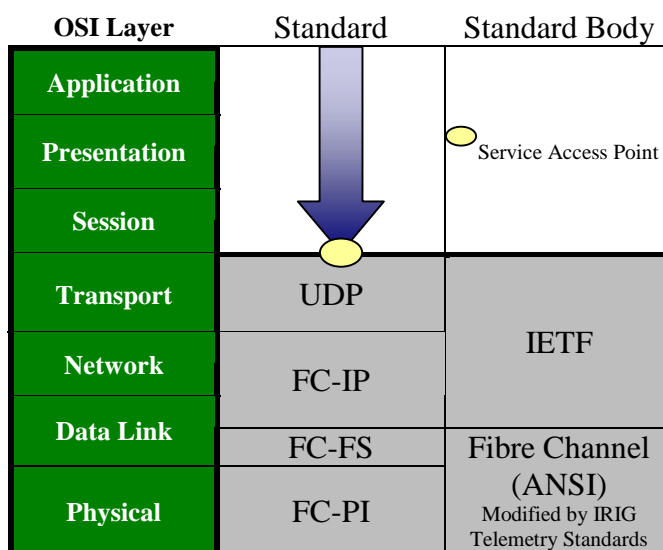 OSI Layer Standard Standard Body
Application
Presentation
Service Access Point
Session
Transport
UDP
IETF
Network
FC-IP
Data Link
FC-FS
Fibre Channel
(ANSI)
Physical
FC-PI
Modified by IRIG
Telemetry Standards